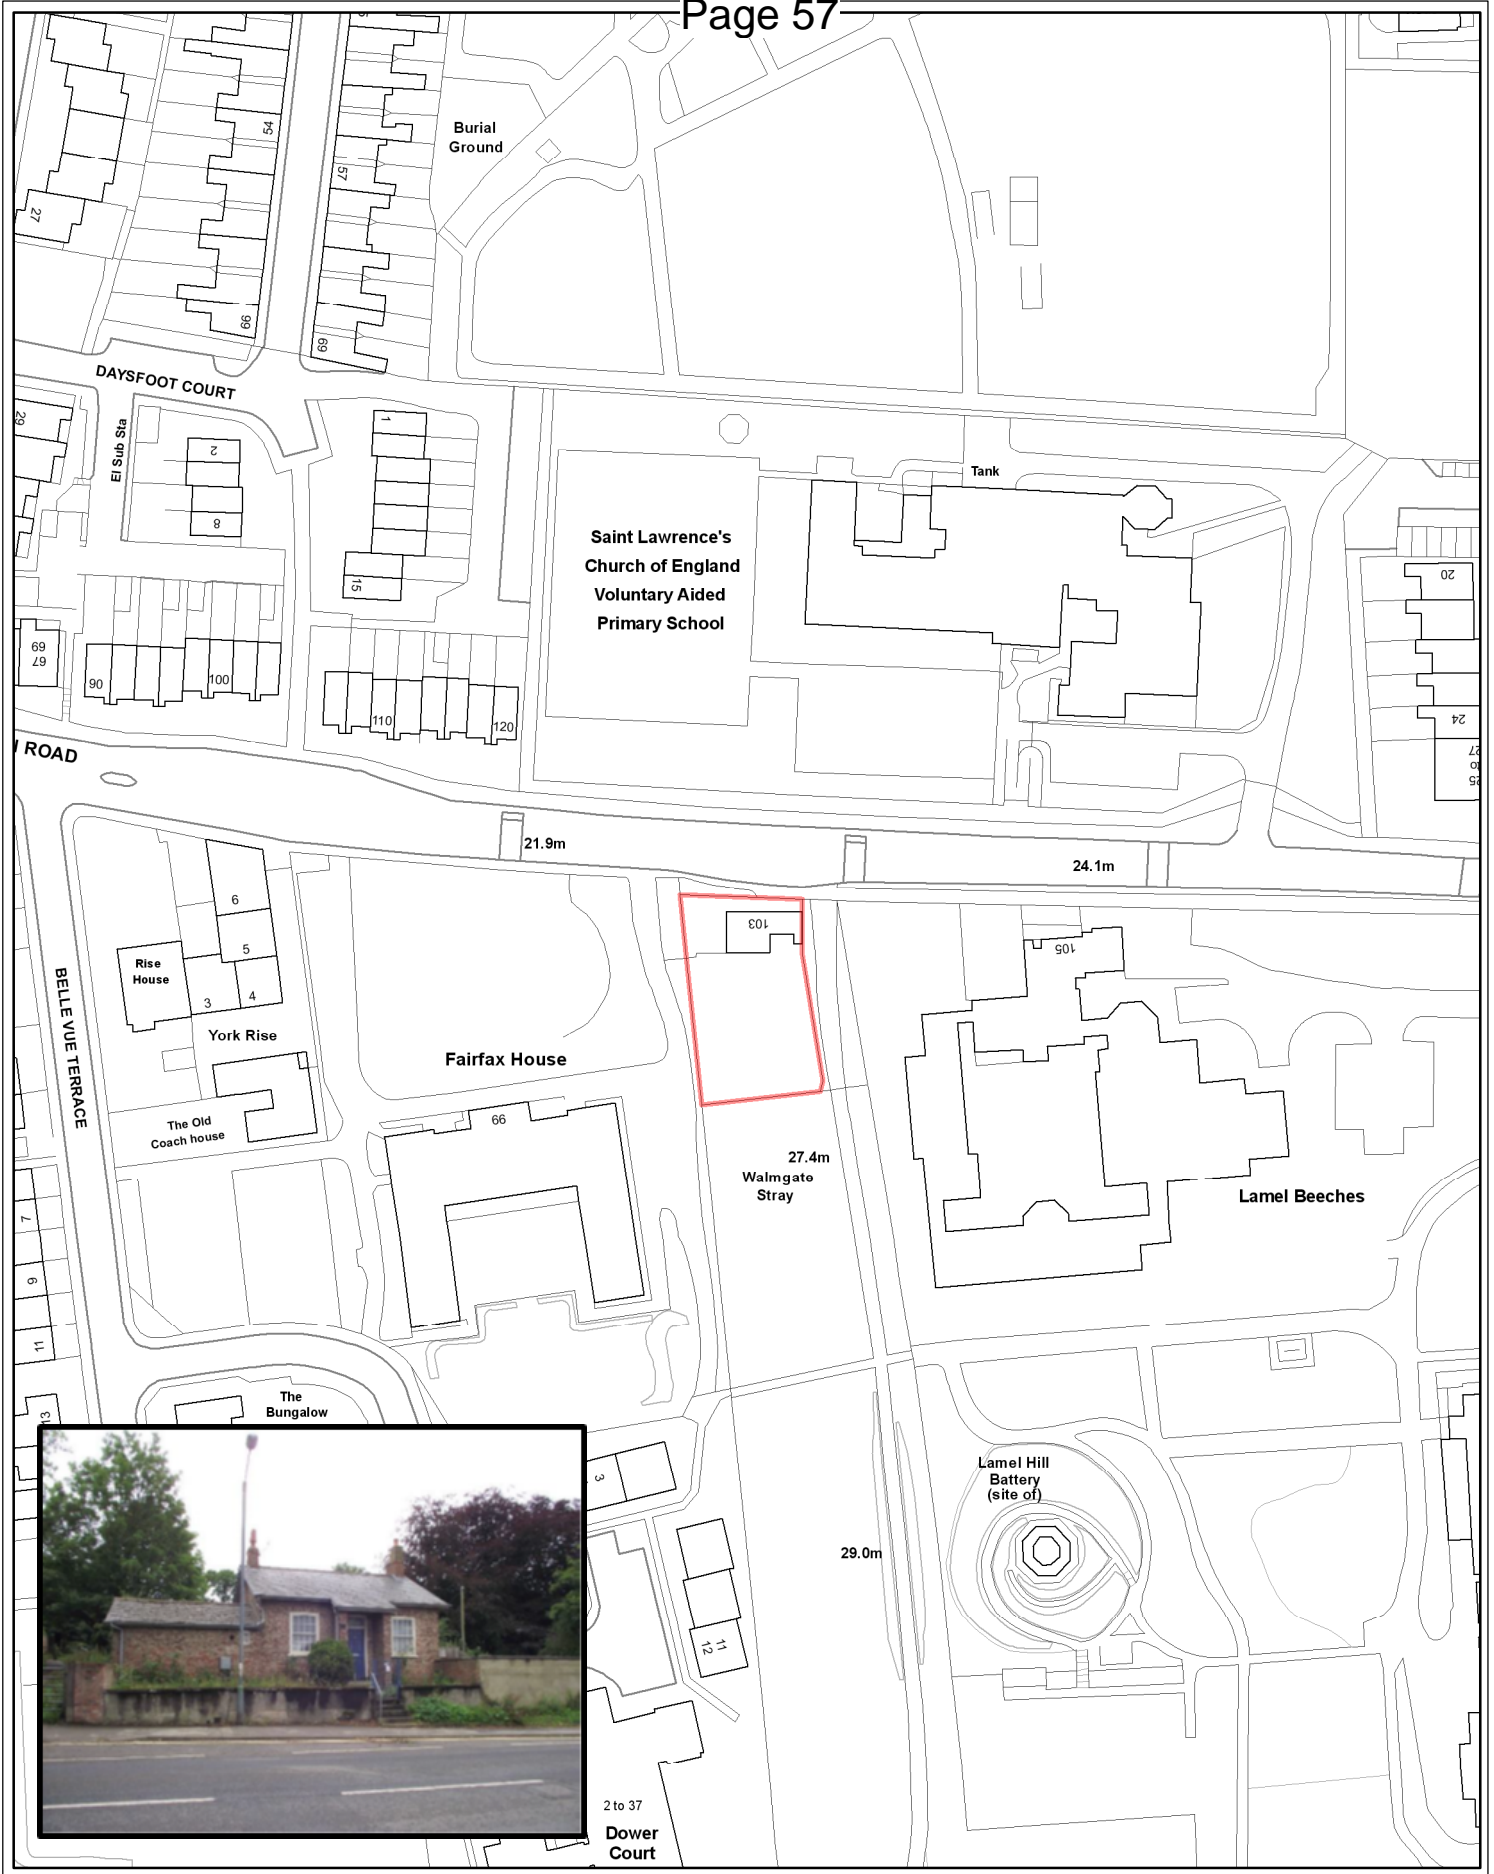 Page 57
Burial
Ground
54
57
27
66
69
DAYSFOOT COURT
29
El Sub Sta
2
8
1
15
Tank
Saint Lawrence's
Church of England
Voluntary Aided
Primary School
20
24
27
to
25
69
67
90
100
110
120
ROAD
21.9m
24.1m
6
5
4
3
Rise
House
York Rise
BELLE VUE TERRACE
The Old
Coach house
Fairfax House
66
103
105
27.4m
Walmgate
Stray
Lamel Beeches
7
9
11
13
The
Bungalow
3
Lamel Hill
Battery
(site of)
29.0m
11
12
2 to 37
Dower
Court